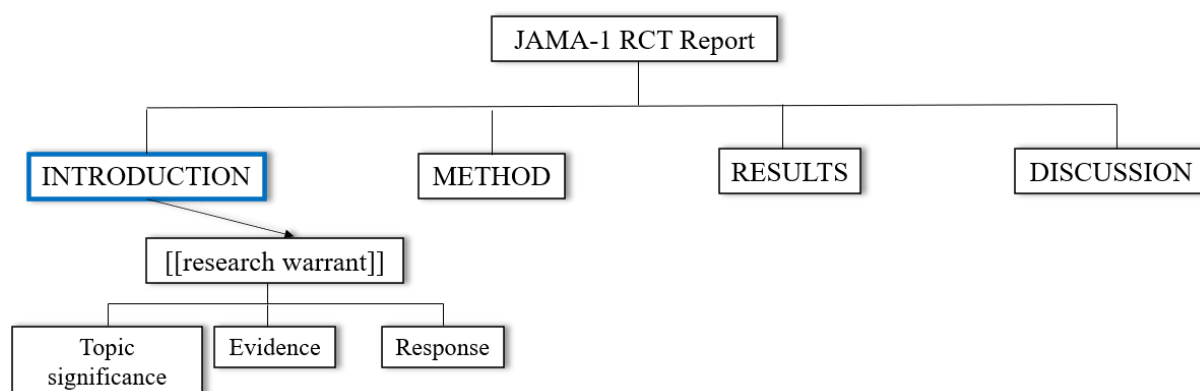 JAMA-1 RCT Report
INTRODUCTION
METHOD
RESULTS
DISCUSSION
[[research warrant]]
Topic
significance
Evidence
Response